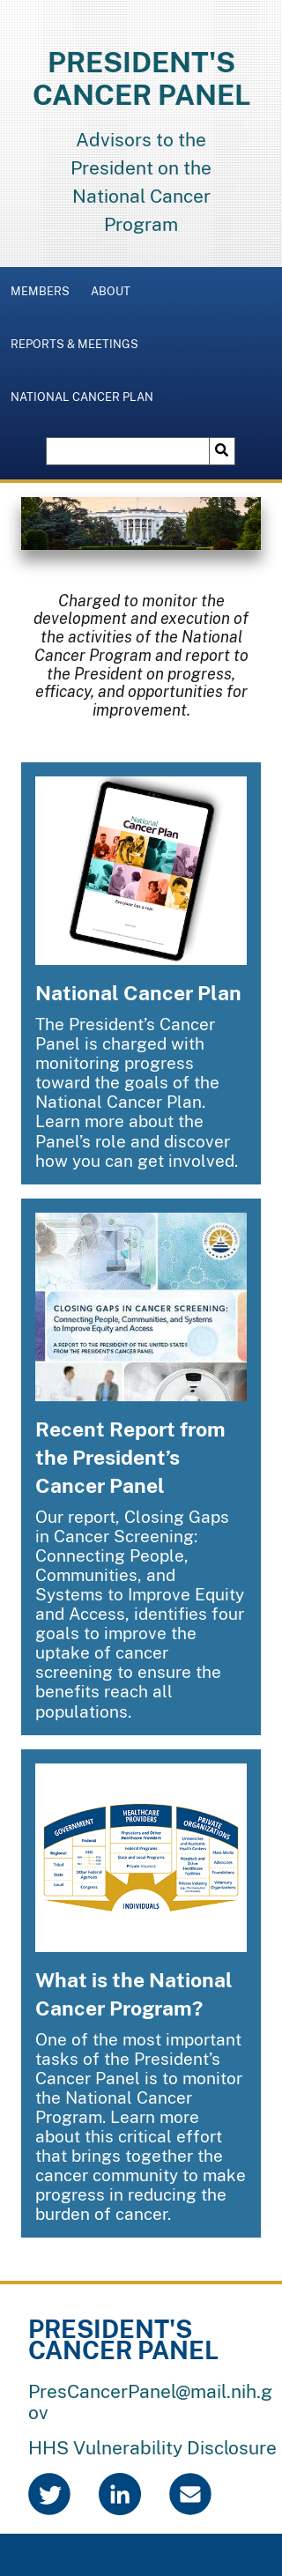 PRESIDENT'S
CANCER PANEL
Advisors to the
President on the
National Cancer
Program
MEMBERS ABOUT
REPORTS & MEETINGS
NATIONAL CANCER PLAN
Charged to monitor the
development and execution of
the activities of the National
Cancer Program and report to
the President on progress,
efficacy, and opportunities for
improvement.
National
Cancer Plan
Everyone has a role.
National Cancer Plan
The President’s Cancer
Panel is charged with
monitoring progress
toward the goals of the
National Cancer Plan.
Learn more about the
Panel’s role and discover
how you can get involved.
CLOSING GAPS IN CANCER SCREENING:
Connecting People, Communities, and Systems
to Improve Equity and Access
A REPORT TO THE PRESIDENT OF THE UNITED STATES
FROM THE PRESIDENT'S CANCER PANEL
Recent Report from
the President’s
Cancer Panel
Our report, Closing Gaps
in Cancer Screening:
Connecting People,
Communities, and
Systems to Improve Equity
and Access, identifies four
goals to improve the
uptake of cancer
screening to ensure the
benefits reach all
populations.
GOVERNMENT
HEALTHCARE
PROVIDERS
PRIVATE
ORGANIZATIONS
Federal
HHS
Other Federal
Agencies
Congress
Regional
Tribal
State
Local
Physicians and Other
Healthcare Providers
Federal Programs
State and Local Programs
Private Insurers
Universities
and Academic
Health Centers
Hospitals and
Other
Healthcare
Facilities
Private Industry
Mass Media
Advocates
Foundations
Voluntary
Organizations
INDIVIDUALS
What is the National
Cancer Program?
One of the most important
tasks of the President’s
Cancer Panel is to monitor
the National Cancer
Program. Learn more
about this critical effort
that brings together the
cancer community to make
progress in reducing the
burden of cancer.
PRESIDENT'S
CANCER PANEL
PresCancerPanel@mail.nih.g
ov
HHS Vulnerability Disclosure